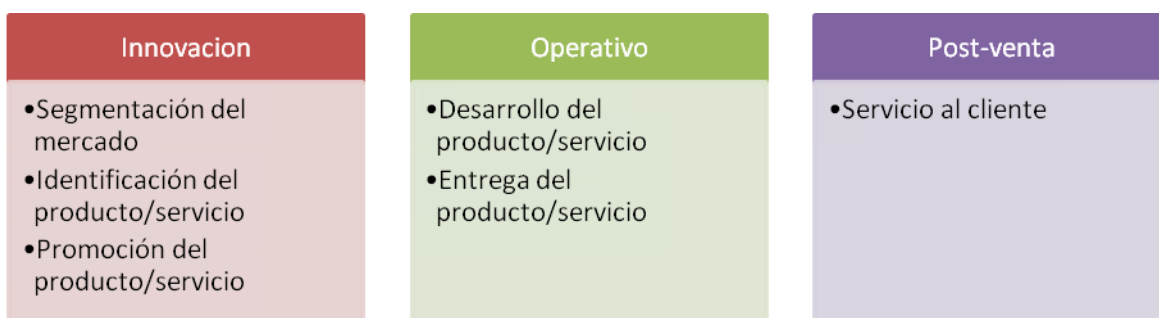 Innovacion
•Segmentación del
mercado
•Identificación del
producto/servicio
•Promoción del
producto/servicio
Operativo
•Desarrollo del
producto/servicio
•Entrega del
producto/servicio
Post-venta
•Servicio al cliente